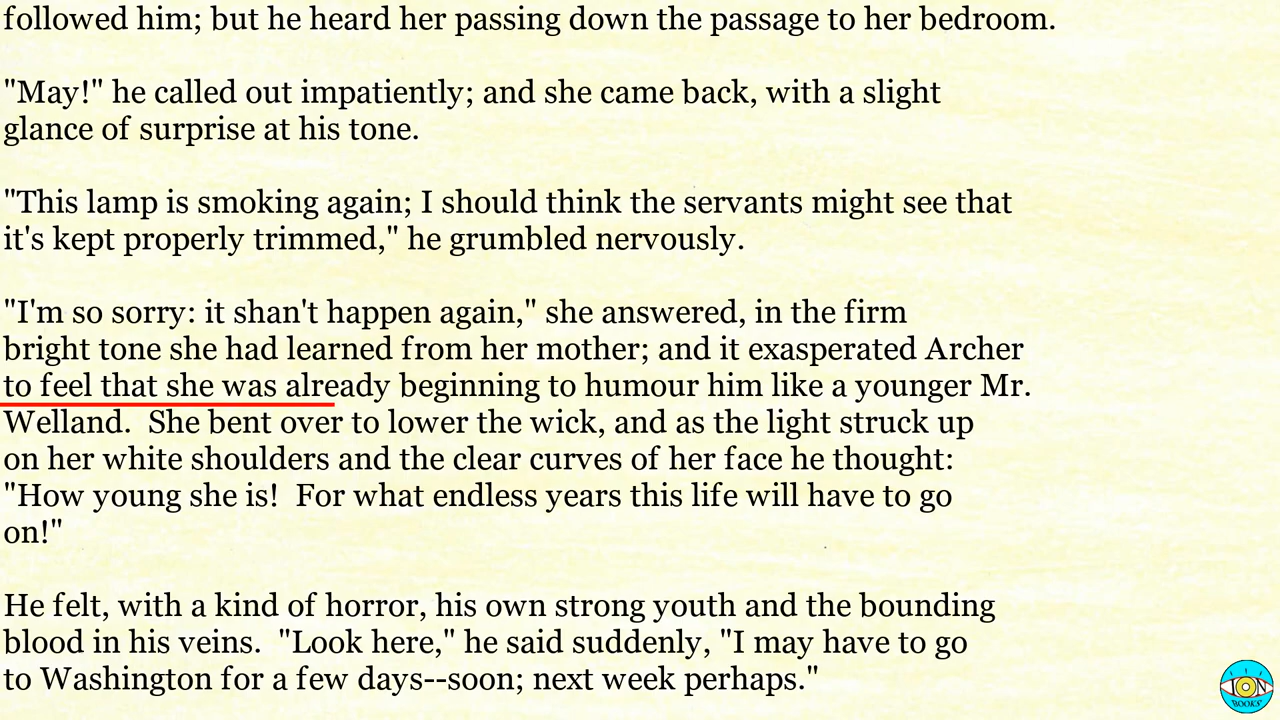 followed him; but he heard her passing down the passage to her bedroom.
"May!" he called out impatiently; and she came back, with a slight
glance of surprise at his tone.
"This lamp is smoking again; I should think the servants might see that
it's kept properly trimmed," he grumbled nervously.
"I'm so sorry: it shan't happen again," she answered, in the firm
bright tone she had learned from her mother; and it exasperated Archer
to feel that she was already beginning to humour him like a younger Mr.
Welland.  She bent over to lower the wick, and as the light struck up
on her white shoulders and the clear curves of her face he thought:
"How young she is!  For what endless years this life will have to go
on!"
He felt, with a kind of horror, his own strong youth and the bounding
blood in his veins.  "Look here," he said suddenly, "I may have to go
to Washington for a few days--soon; next week perhaps."
ION
BOOKS